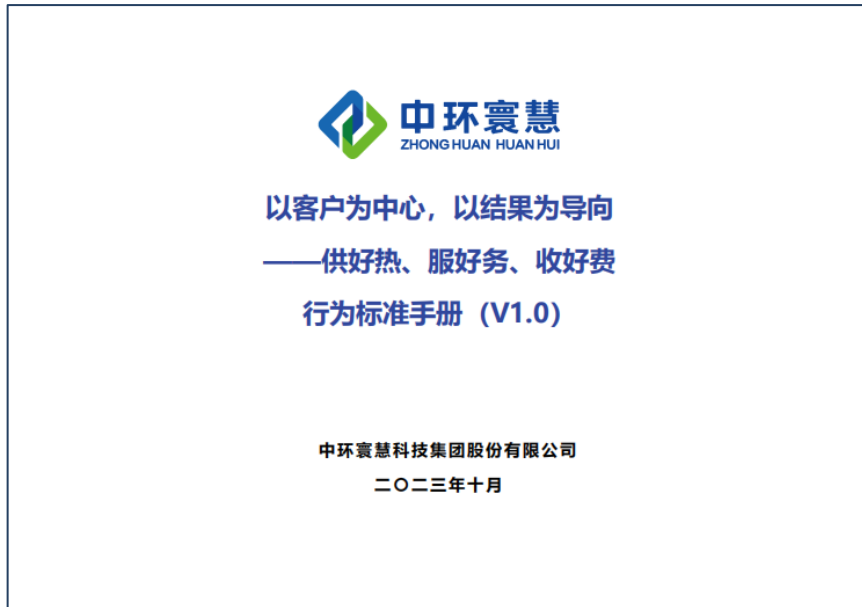 中环寰慧
ZHONG HUAN HUAN HUI
以客户为中心，以结果为导向
——供好热、服好务、收好费
行为标准手册（V1.0）
中环寰慧科技集团股份有限公司
二〇二三年十月